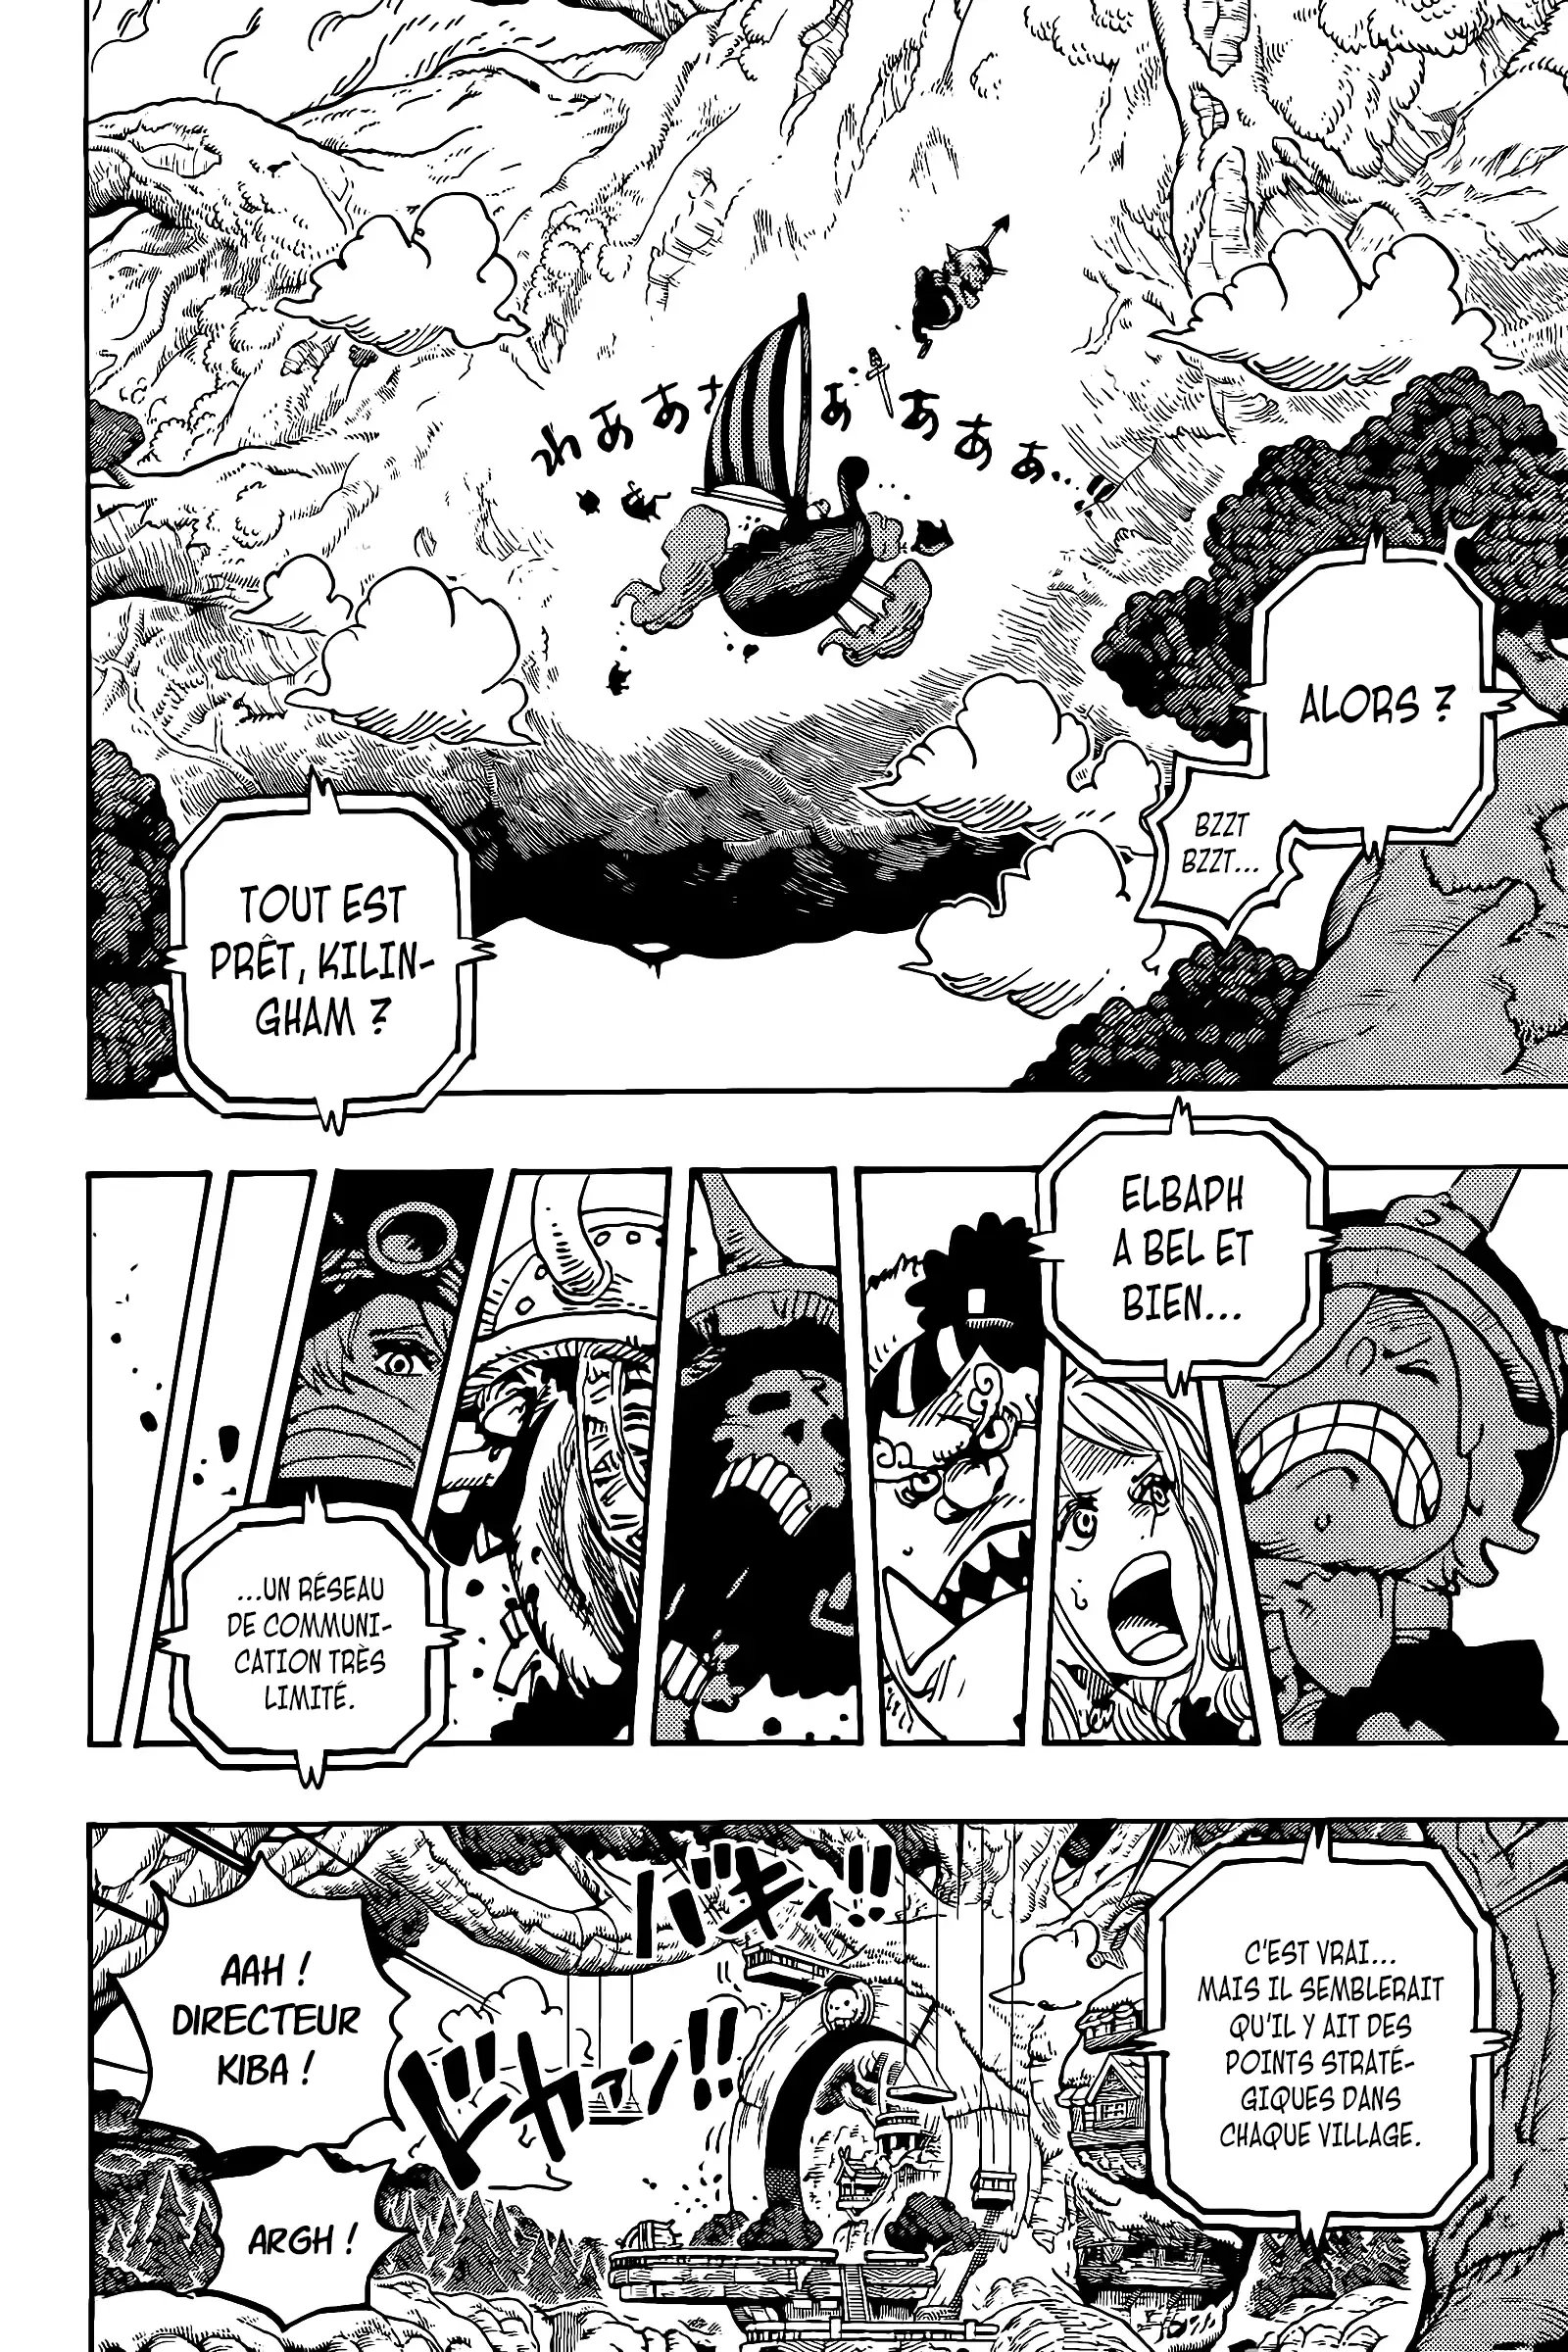 ALORS ?
BZZT
BZZT...
わああさ あ あああ...!!
TOUT EST
PRÊT, KILIN-
GHAM ?
ELBAPH
A BEL ET
BIEN...
...UN RÉSEAU
DE COMMUNI-
CATION TRÈS
LIMITÉ.
C'EST VRAI...
MAIS IL SEMBLERAIT
QU'IL Y AIT DES
POINTS STRATÉ-
GIQUES DANS
CHAQUE VILLAGE.
バキィ!!
ドカァン!!
AAH !
DIRECTEUR
KIBA !
ARGH !